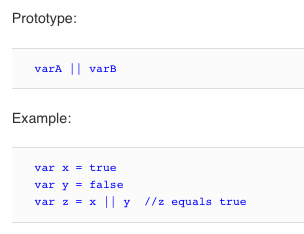 Prototype:
varA || varB
Example:
var x = true
var y = false
var z = x || y  //z equals true